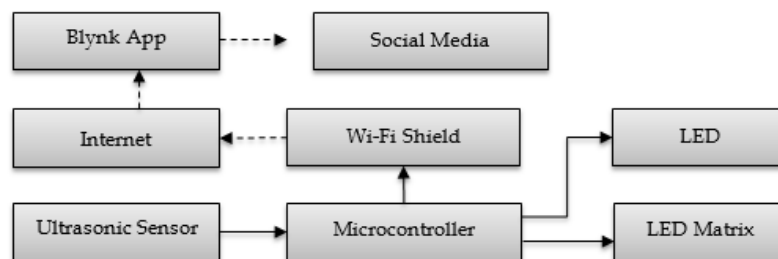 Blynk App
Social Media
Internet
Wi-Fi Shield
LED
Ultrasonic Sensor
Microcontroller
LED Matrix